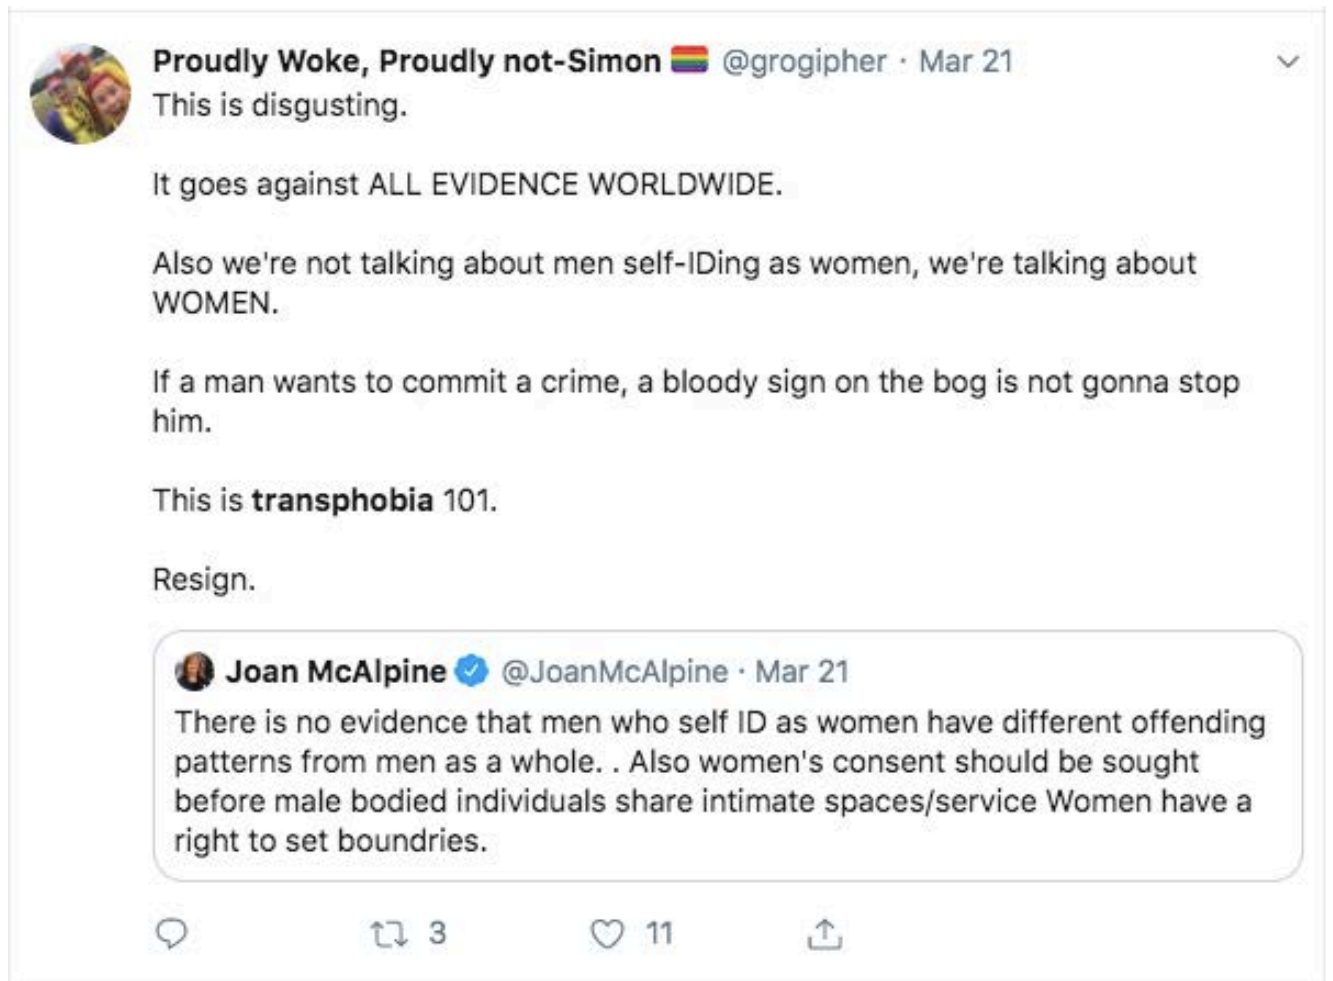 Proudly Woke, Proudly not-Simon 🏳️‍🌈 @grogipher · Mar 21
This is disgusting.
It goes against ALL EVIDENCE WORLDWIDE.
Also we're not talking about men self-IDing as women, we're talking about
WOMEN.
If a man wants to commit a crime, a bloody sign on the bog is not gonna stop
him.
This is transphobia 101.
Resign.
Joan McAlpine @JoanMcAlpine · Mar 21
There is no evidence that men who self ID as women have different offending
patterns from men as a whole. . Also women's consent should be sought
before male bodied individuals share intimate spaces/service Women have a
right to set boundries.
3 11